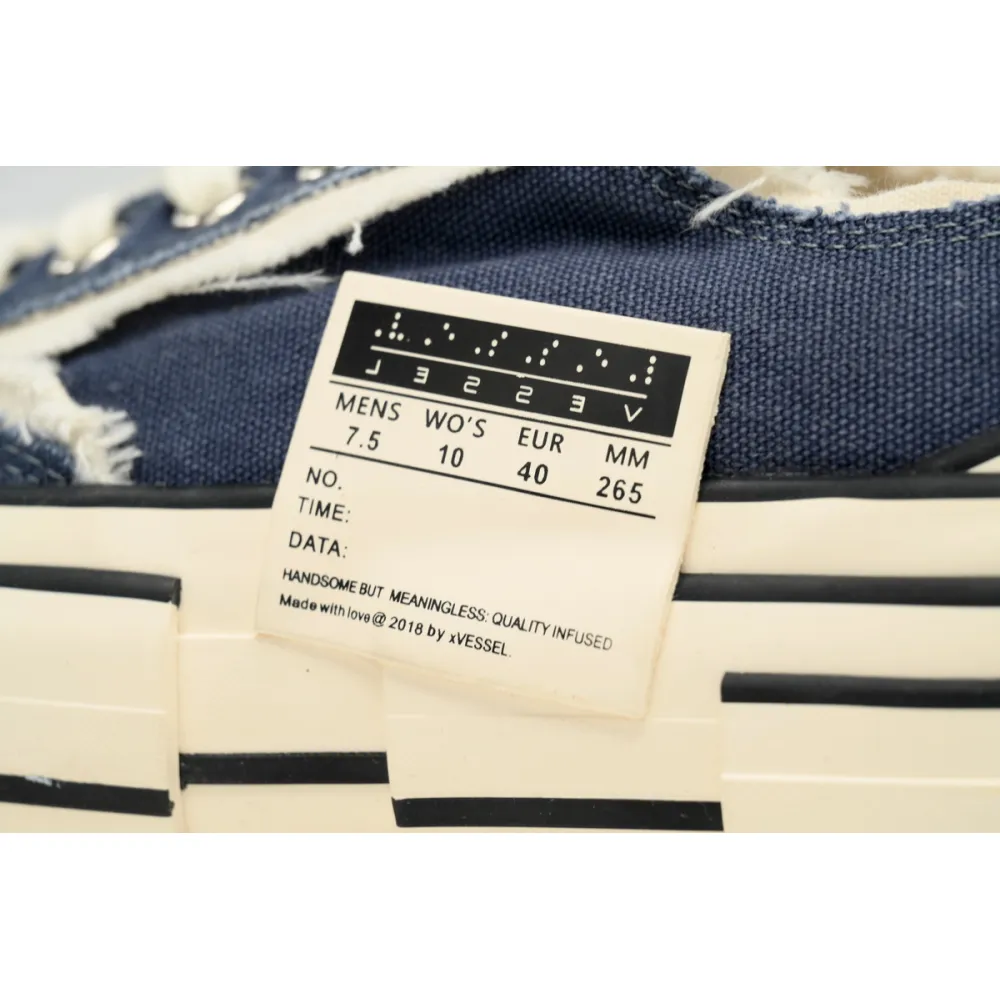 ⅃ E S S E V
MENS WO'S EUR MM
7.5 10 40 265
NO.
TIME:
DATA:
HANDSOME BUT MEANINGLESS: QUALITY INFUSED
Made with love @ 2018 by xVESSEL.